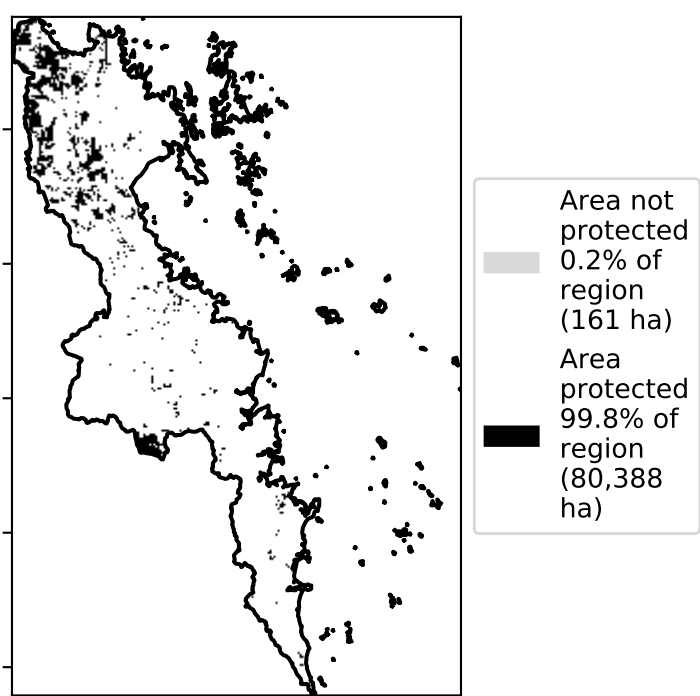 Area not
protected
0.2% of
region
(161 ha)
Area
protected
99.8% of
region
(80,388
ha)